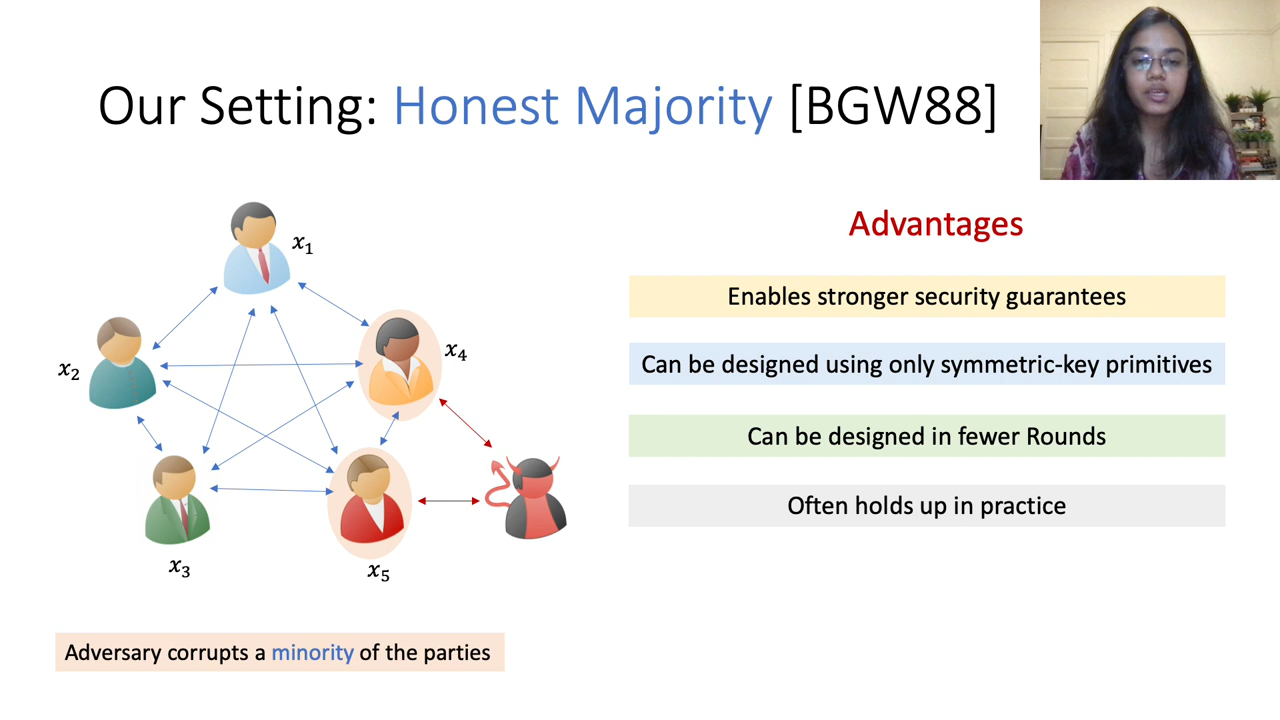 Our Setting: Honest Majority [BGW88]
x₁
x₂
x₃
x₄
x₅
Adversary corrupts a minority of the parties
Advantages
Enables stronger security guarantees
Can be designed using only symmetric-key primitives
Can be designed in fewer Rounds
Often holds up in practice